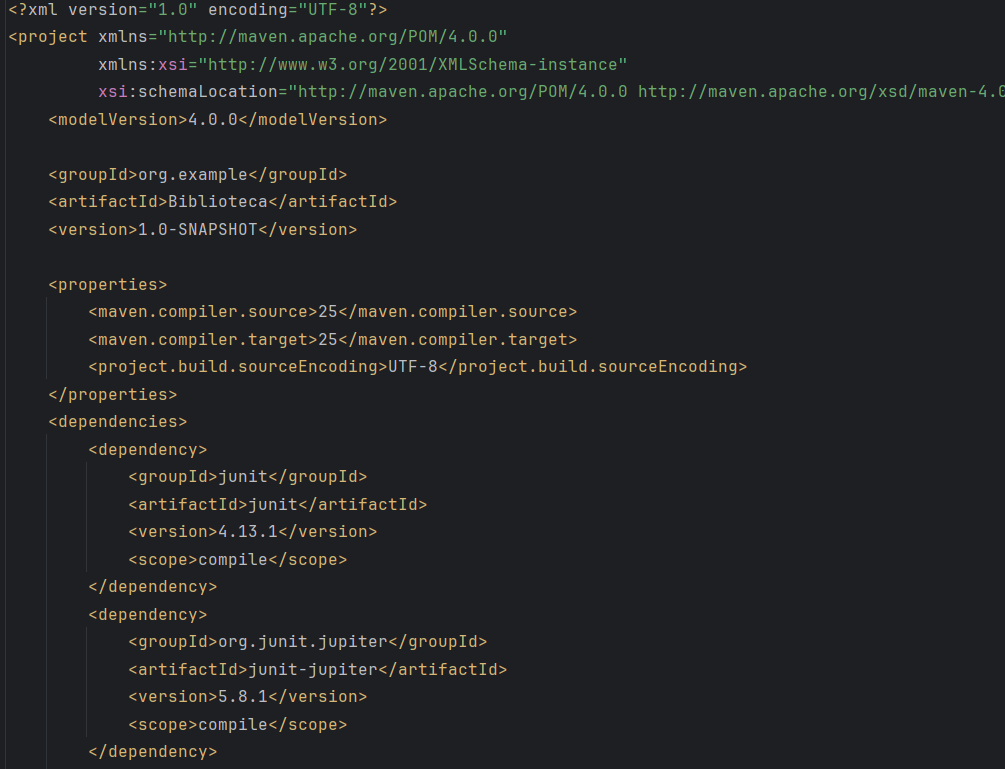 <?xml version="1.0" encoding="UTF-8"?>
<project xmlns="http://maven.apache.org/POM/4.0.0"
         xmlns:xsi="http://www.w3.org/2001/XMLSchema-instance"
         xsi:schemaLocation="http://maven.apache.org/POM/4.0.0 http://maven.apache.org/xsd/maven-4.0
    <modelVersion>4.0.0</modelVersion>

    <groupId>org.example</groupId>
    <artifactId>Biblioteca</artifactId>
    <version>1.0-SNAPSHOT</version>

    <properties>
        <maven.compiler.source>25</maven.compiler.source>
        <maven.compiler.target>25</maven.compiler.target>
        <project.build.sourceEncoding>UTF-8</project.build.sourceEncoding>
    </properties>
    <dependencies>
        <dependency>
            <groupId>junit</groupId>
            <artifactId>junit</artifactId>
            <version>4.13.1</version>
            <scope>compile</scope>
        </dependency>
        <dependency>
            <groupId>org.junit.jupiter</groupId>
            <artifactId>junit-jupiter</artifactId>
            <version>5.8.1</version>
            <scope>compile</scope>
        </dependency>